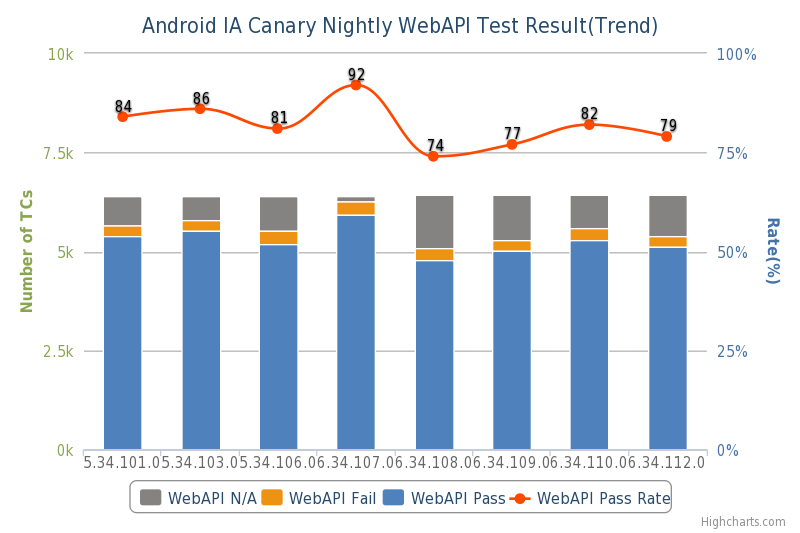 Android IA Canary Nightly WebAPI Test Result(Trend)
10k 100%
84 86 81 92 74 77 82 79
7.5k 75%
Number of TCs
5k 50%
Rate(%)
2.5k 25%
0k 0%
5.34.101.0 5.34.103.0 5.34.106.0 6.34.107.0 6.34.108.0 6.34.109.0 6.34.110.0 6.34.112.0
WebAPI N/A WebAPI Fail WebAPI Pass WebAPI Pass Rate
Highcharts.com